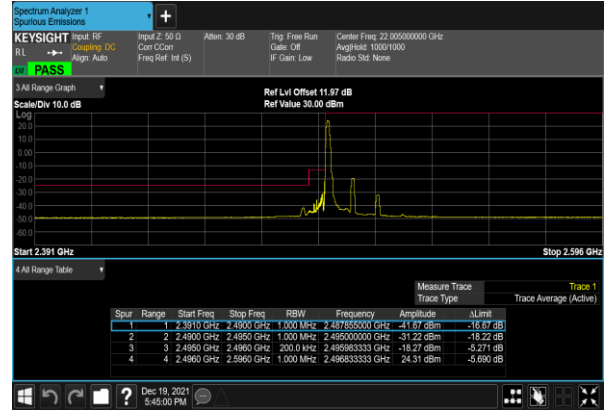 Spectrum Analyzer 1
Spurious Emissions
KEYSIGHT Input: RF Input Z: 50 Ω Atten: 30 dB Trig: Free Run Center Freq: 22.005000000 GHz
RL Coupling: DC Corr CCorr Gate: Off Avg|Hold: 1000/1000
Align: Auto Freq Ref: Int (S) IF Gain: Low Radio Std: None
PASS
3 All Range Graph
Ref Lvl Offset 11.97 dB
Scale/Div 10.0 dB Ref Value 30.00 dBm
Log
20.0
10.0
0.00
-10.0
-20.0
-30.0
-40.0
-50.0
-60.0
Start 2.391 GHz Stop 2.596 GHz
4 All Range Table
Measure Trace Trace 1
Trace Type Trace Average (Active)
Spur Range Start Freq Stop Freq RBW Frequency Amplitude ΔLimit
1 1 2.3910 GHz 2.4900 GHz 1.000 MHz 2.487855000 GHz -41.67 dBm -16.67 dB
2 2 2.4900 GHz 2.4950 GHz 1.000 MHz 2.495000000 GHz -31.22 dBm -18.22 dB
3 3 2.4950 GHz 2.4960 GHz 200.0 kHz 2.495983333 GHz -18.27 dBm -5.271 dB
4 4 2.4960 GHz 2.5960 GHz 1.000 MHz 2.496833333 GHz 24.31 dBm -5.690 dB
? Dec 19, 2021
5:45:00 PM